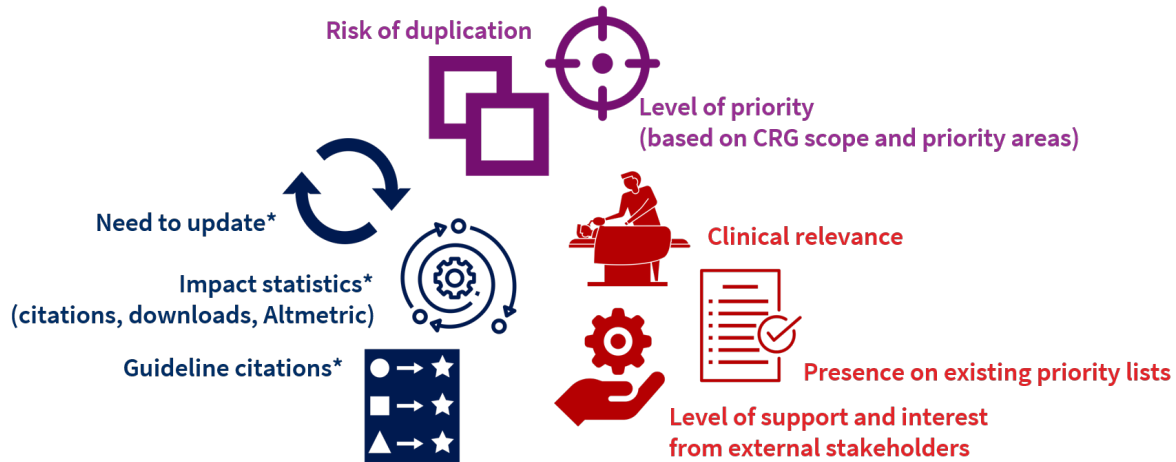 Risk of duplication
Level of priority
(based on CRG scope and priority areas)
Need to update*
Clinical relevance
Impact statistics*
(citations, downloads, Altmetric)
Guideline citations*
Presence on existing priority lists
Level of support and interest
from external stakeholders